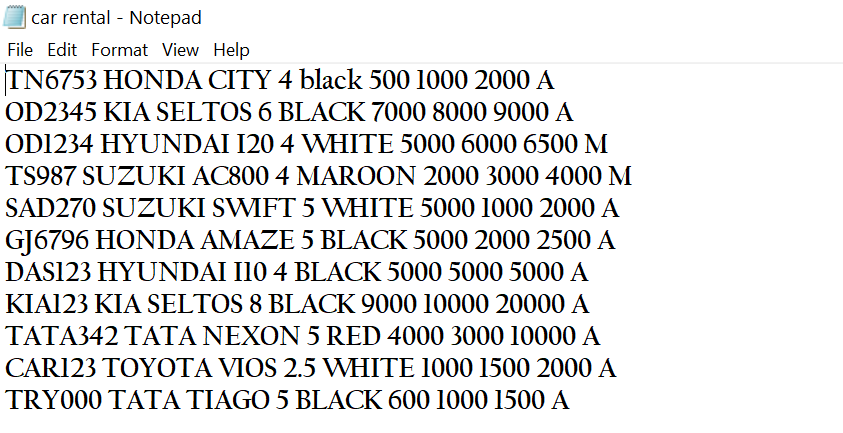 car rental - Notepad
File Edit Format View Help
TN6753 HONDA CITY 4 black 500 1000 2000 A
OD2345 KIA SELTOS 6 BLACK 7000 8000 9000 A
OD1234 HYUNDAI I20 4 WHITE 5000 6000 6500 M
TS987 SUZUKI AC800 4 MAROON 2000 3000 4000 M
SAD270 SUZUKI SWIFT 5 WHITE 5000 1000 2000 A
GJ6796 HONDA AMAZE 5 BLACK 5000 2000 2500 A
DAS123 HYUNDAI I10 4 BLACK 5000 5000 5000 A
KIA123 KIA SELTOS 8 BLACK 9000 10000 20000 A
TATA342 TATA NEXON 5 RED 4000 3000 10000 A
CAR123 TOYOTA VIOS 2.5 WHITE 1000 1500 2000 A
TRY000 TATA TIAGO 5 BLACK 600 1000 1500 A